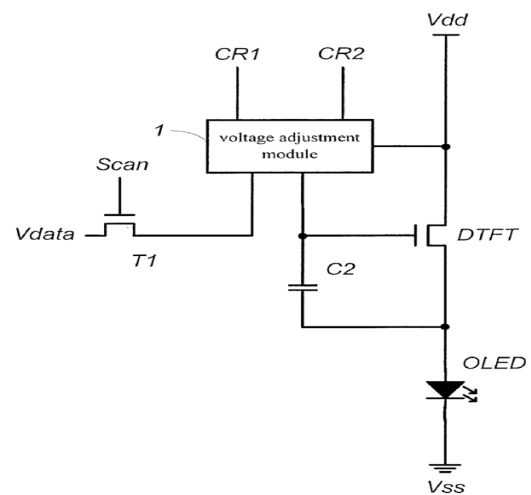 Vdd
CR1
CR2
1
voltage adjustment
module
Scan
Vdata
T1
DTFT
C2
OLED
Vss